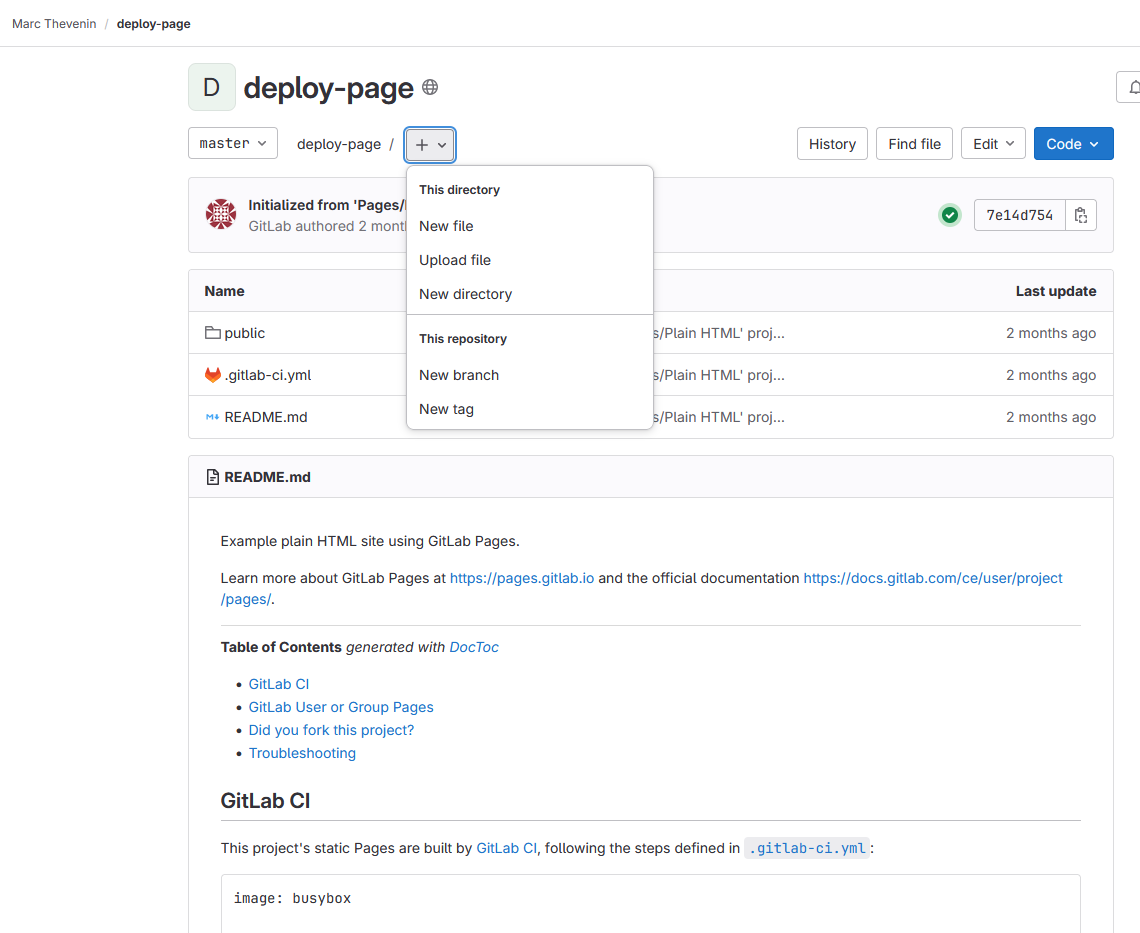 Marc Thevenin / deploy-page
D deploy-page
master deploy-page / + History Find file Edit Code
This directory
New file
Upload file
New directory
This repository
New branch
New tag
Initialized from 'Pages/
GitLab authored 2
7e14d754
Name Last update
public s/Plain HTML' proj... 2 months ago
.gitlab-ci.yml s/Plain HTML' proj... 2 months ago
README.md s/Plain HTML' proj... 2 months ago
README.md
Example plain HTML site using GitLab Pages.
Learn more about GitLab Pages at https://pages.gitlab.io and the official documentation https://docs.gitlab.com/ce/user/project
/pages/.
Table of Contents generated with DocToc
• GitLab CI
• GitLab User or Group Pages
• Did you fork this project?
• Troubleshooting
GitLab CI
This project's static Pages are built by GitLab CI, following the steps defined in .gitlab-ci.yml:
image: busybox